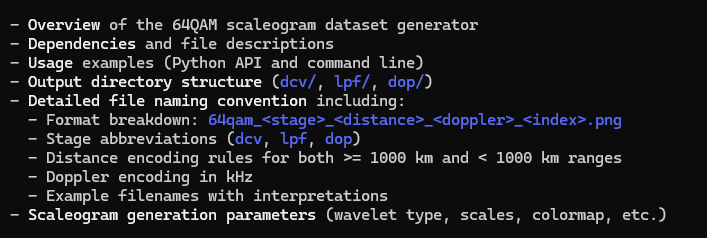 - Overview of the 64QAM scaleogram dataset generator
- Dependencies and file descriptions
- Usage examples (Python API and command line)
- Output directory structure (dcv/, lpf/, dop/)
- Detailed file naming convention including:
  - Format breakdown: 64qam_<stage>_<distance>_<doppler>_<index>.png
  - Stage abbreviations (dcv, lpf, dop)
  - Distance encoding rules for both >= 1000 km and < 1000 km ranges
  - Doppler encoding in kHz
  - Example filenames with interpretations
- Scaleogram generation parameters (wavelet type, scales, colormap, etc.)